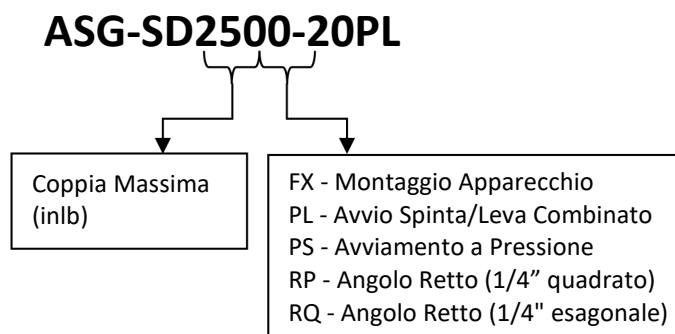 ASG-SD2500-20PL
Coppia Massima
(inlb)
FX - Montaggio Apparecchio
PL - Avvio Spinta/Leva Combinato
PS - Avviamento a Pressione
RP - Angolo Retto (1/4” quadrato)
RQ - Angolo Retto (1/4" esagonale)